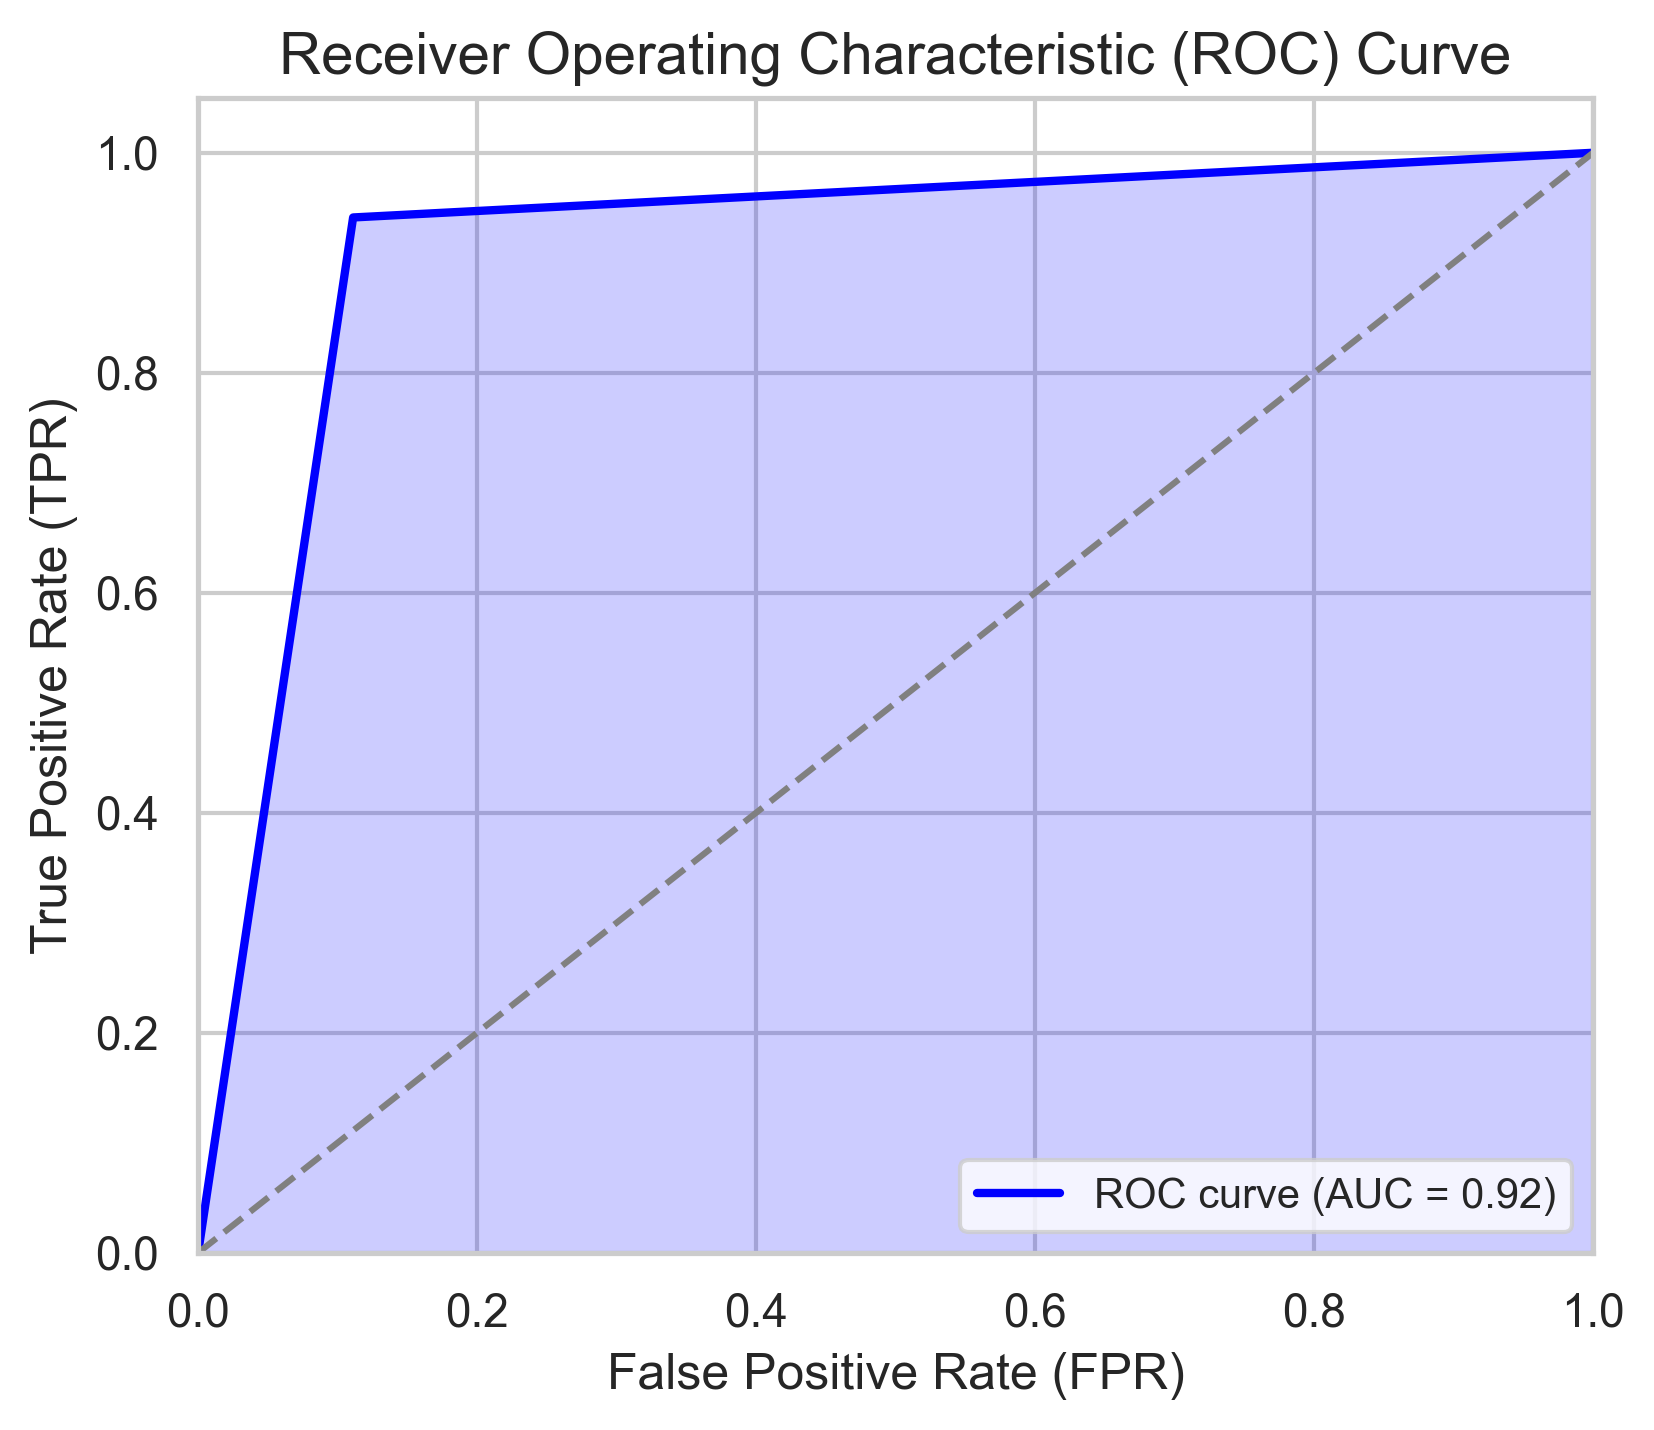 Receiver Operating Characteristic (ROC) Curve
True Positive Rate (TPR)
1.0
0.8
0.6
0.4
0.2
0.0
ROC curve (AUC = 0.92)
0.0 0.2 0.4 0.6 0.8 1.0
False Positive Rate (FPR)